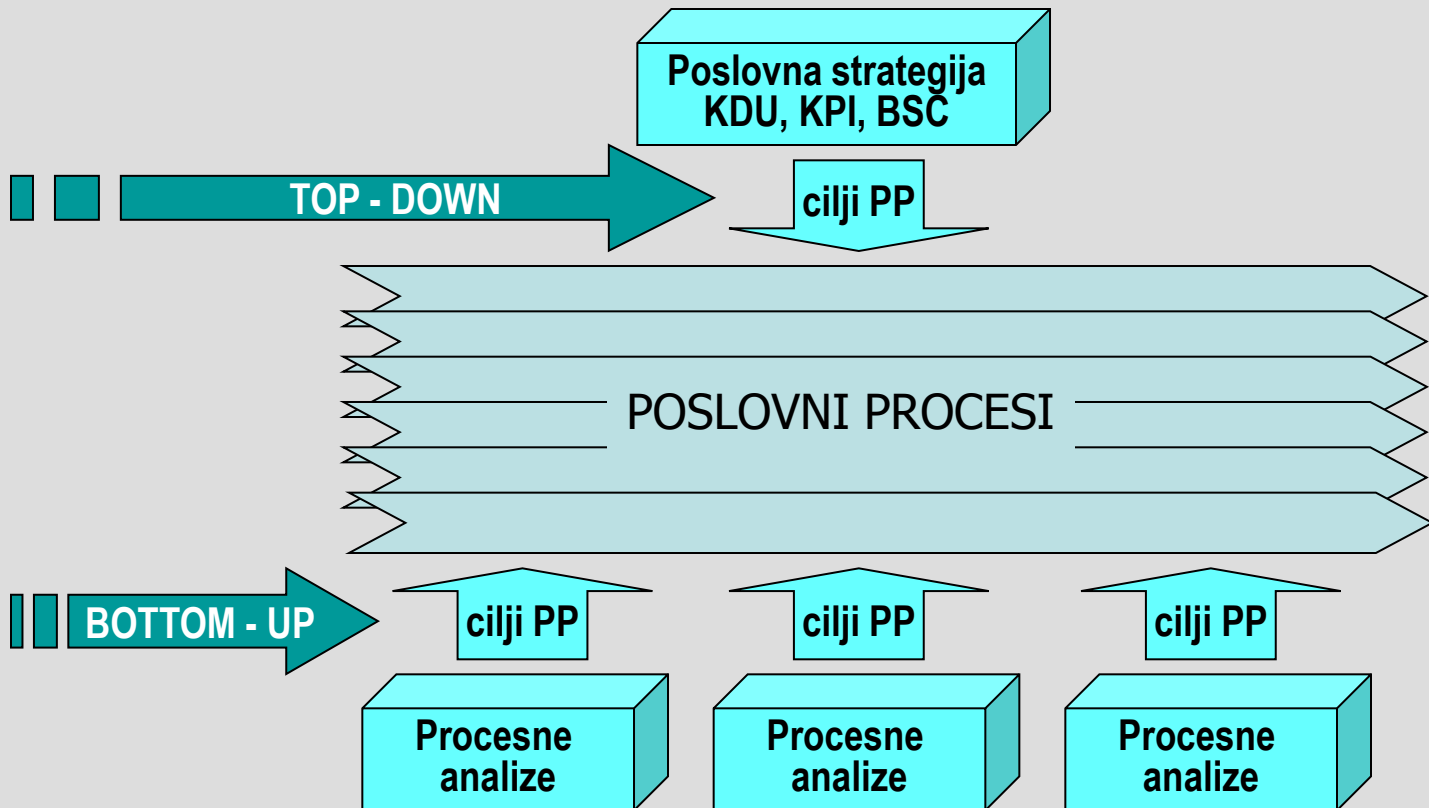 Poslovna strategija
KDU, KPI, BSC
TOP - DOWN
cilji PP
POSLOVNI PROCESI
BOTTOM - UP
cilji PP
cilji PP
cilji PP
Procesne
analize
Procesne
analize
Procesne
analize